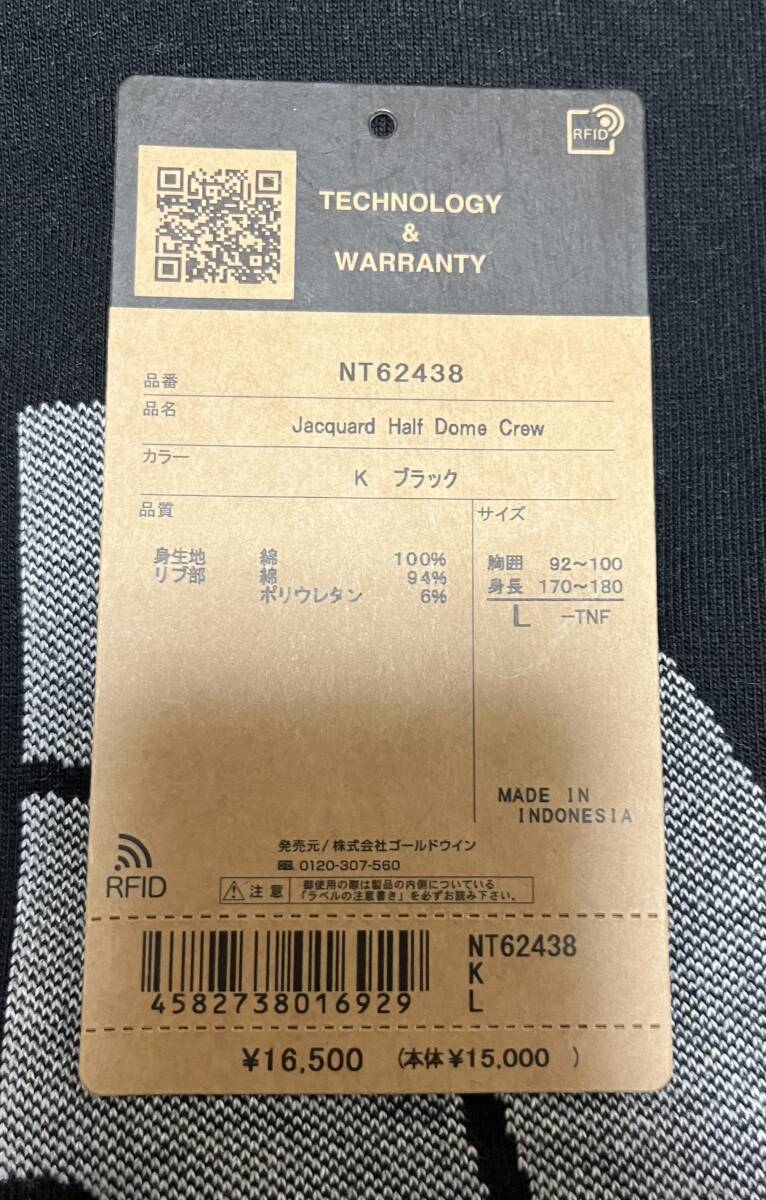 RFID
TECHNOLOGY
&
WARRANTY
品番 NT62438
品名 Jacquard Half Dome Crew
カラー K ブラック
品質
身生地 綿 100%
リブ部 綿 94%
ポリウレタン 6%
サイズ
胸囲 92~100
身長 170~180
L -TNF
MADE IN
INDONESIA
発売元/株式会社ゴールドウイン
0120-307-560
RFID
注意 御使用の際は製品の内側についている
「ラベルの注意書き」を必ずお読み下さい。
4582738016929
NT62438
K
L
¥16,500 (本体¥15,000 )